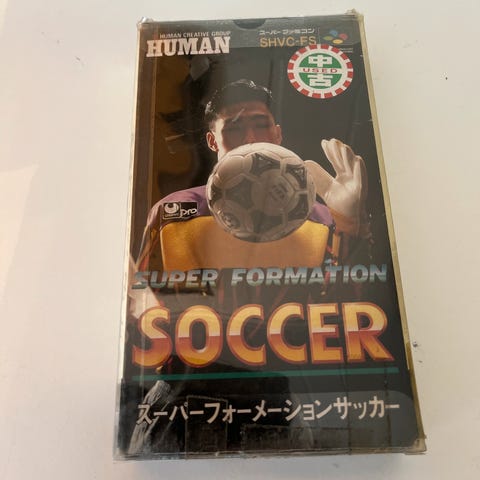 HUMAN CREATIVE GROUP
HUMAN
スーパーファミコン
SHVC-FS
中
USED
古
pro
SUPER FORMATION
SOCCER
スーパーフォーメーションサッカー